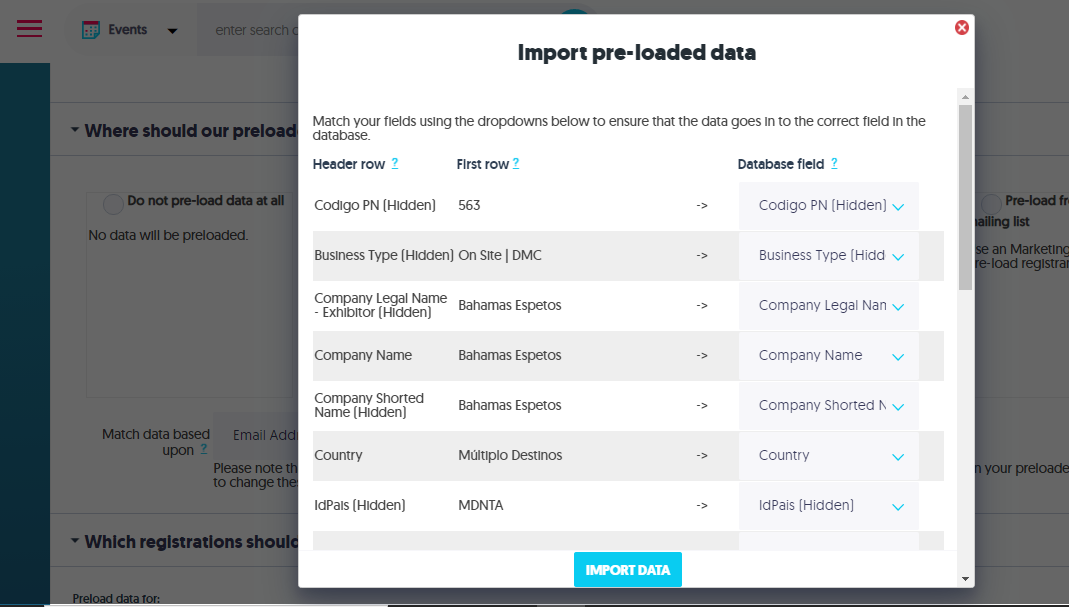 Events
enter search c
Import pre-loaded data
Where should our preload
Match your fields using the dropdowns below to ensure that the data goes in to the correct field in the
database.
Header row ? First row ? Database field ?
Do not pre-load data at all
No data will be preloaded.
Pre-load fr
ailing list
se an Marketing
re-load registra
Codigo PN (Hidden) 563 -> Codigo PN (Hidden)
Business Type (Hidden) On Site | DMC -> Business Type (Hidd
Company Legal Name
- Exhibitor (Hidden) Bahamas Espetos -> Company Legal Nam
Company Name Bahamas Espetos -> Company Name
Company Shorted
Name (Hidden) Bahamas Espetos -> Company Shorted N
Country Múltiplo Destinos -> Country
IdPais (Hidden) MDNTA -> IdPais (Hidden)
Match data based
upon ?
Email Addr
Please note th
to change the
n your preloade
Which registrations should
IMPORT DATA
Preload data for: